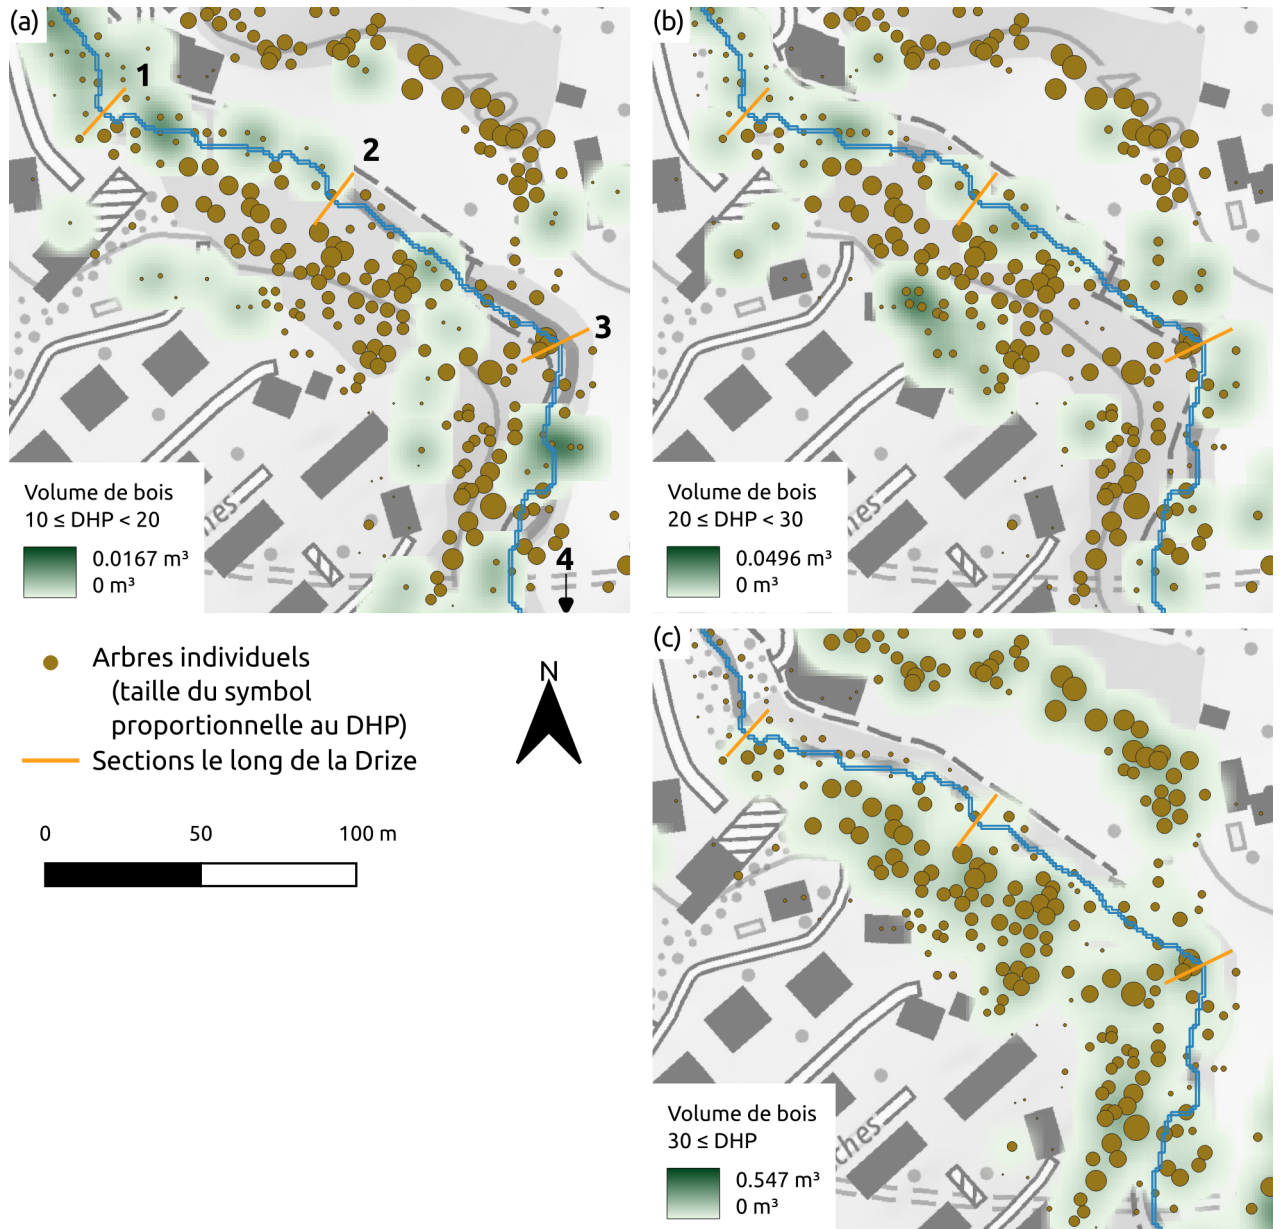 (a)
1
2
3
4
Volume de bois
10 ≤ DHP < 20
0.0167 m³
0 m³
(b)
Volume de bois
20 ≤ DHP < 30
0.0496 m³
0 m³
Arbres individuels
(taille du symbol
proportionnelle au DHP)
Sections le long de la Drize
N
0 50 100 m
(c)
ches
Volume de bois
30 ≤ DHP
0.547 m³
0 m³